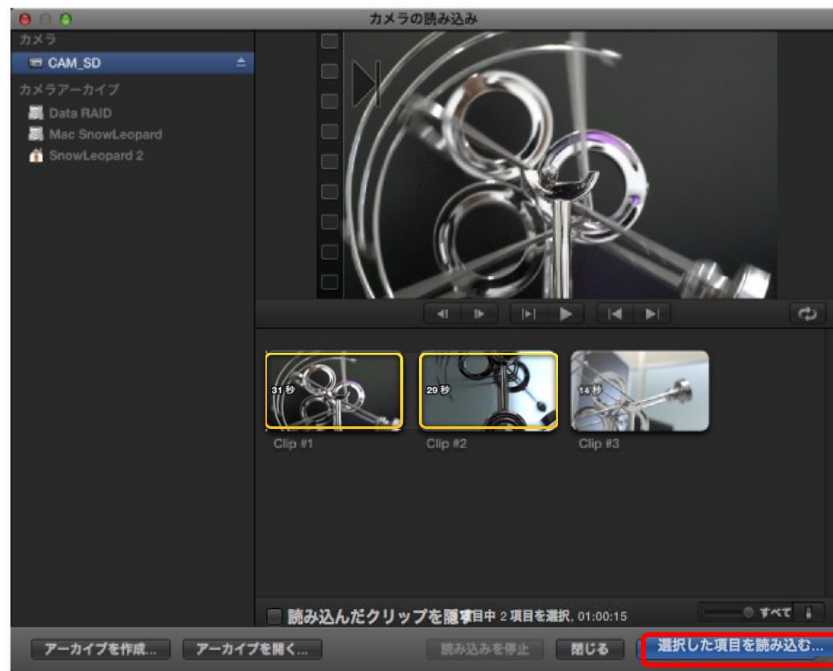 カメラの読み込み
カメラ
CAM_SD
カメラアーカイブ
Data RAID
Mac SnowLeopard
SnowLeopard 2
31 秒
29 秒
14 秒
Clip #1
Clip #2
Clip #3
読み込んだクリップを隠す
項目中 2 項目を選択, 01:00:15
すべて
アーカイブを作成...
アーカイブを開く...
読み込みを停止
閉じる
選択した項目を読み込む...